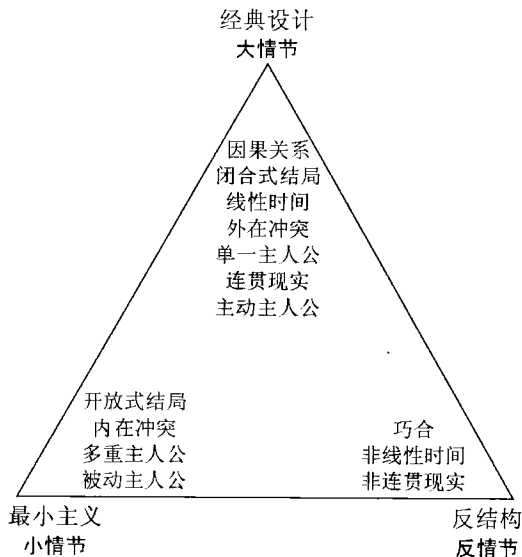 经典设计
大情节
因果关系
闭合式结局
线性时间
外在冲突
单一主人公
连贯现实
主动主人公
开放式结局
内在冲突
多重主人公
被动主人公
巧合
非线性时间
非连贯现实
最小主义
小情节
反结构
反情节